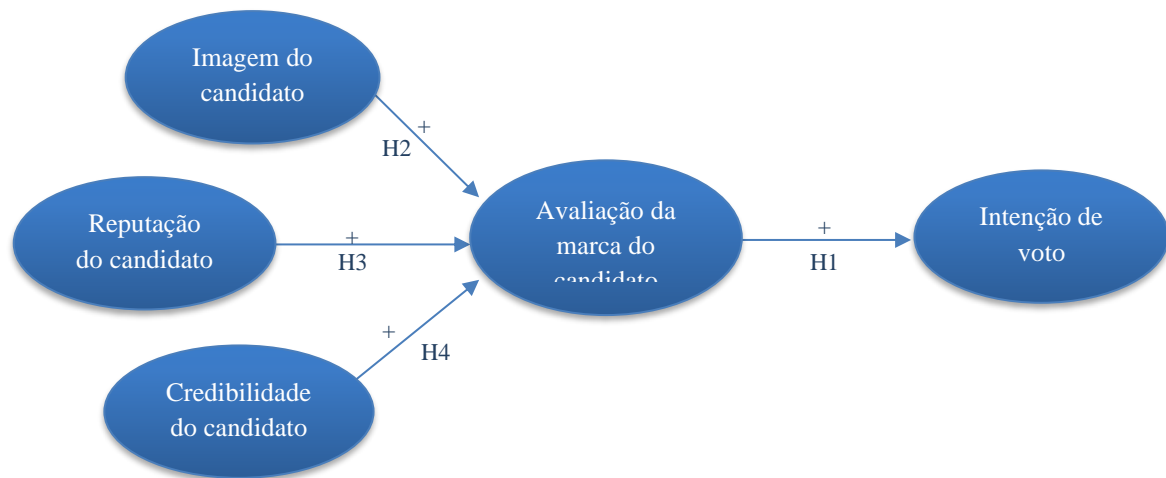 Imagem do
candidato
+
H2
Reputação
do candidato
+
H3
Credibilidade
do candidato
+
H4
Avaliação da
marca do
candidato
+
H1
Intenção de
voto